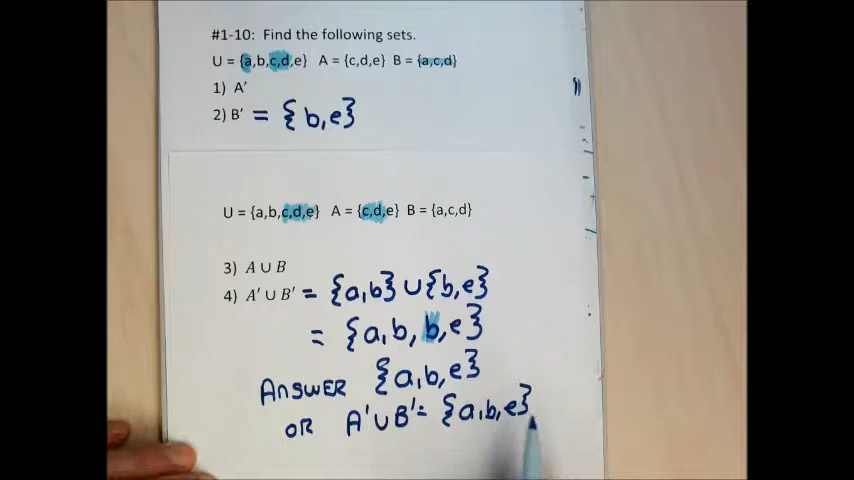 #1-10: Find the following sets.
U = {a,b,c,d,e} A = {c,d,e} B = {a,c,d}
1) A'
2) B' = {b,e}
U = {a,b,c,d,e} A = {c,d,e} B = {a,c,d}
3) A ∪ B
4) A' ∪ B' = {a,b} ∪ {b,e}
= {a,b,b,e}
ANSWER {a,b,e}
OR A' ∪ B' = {a,b,e}